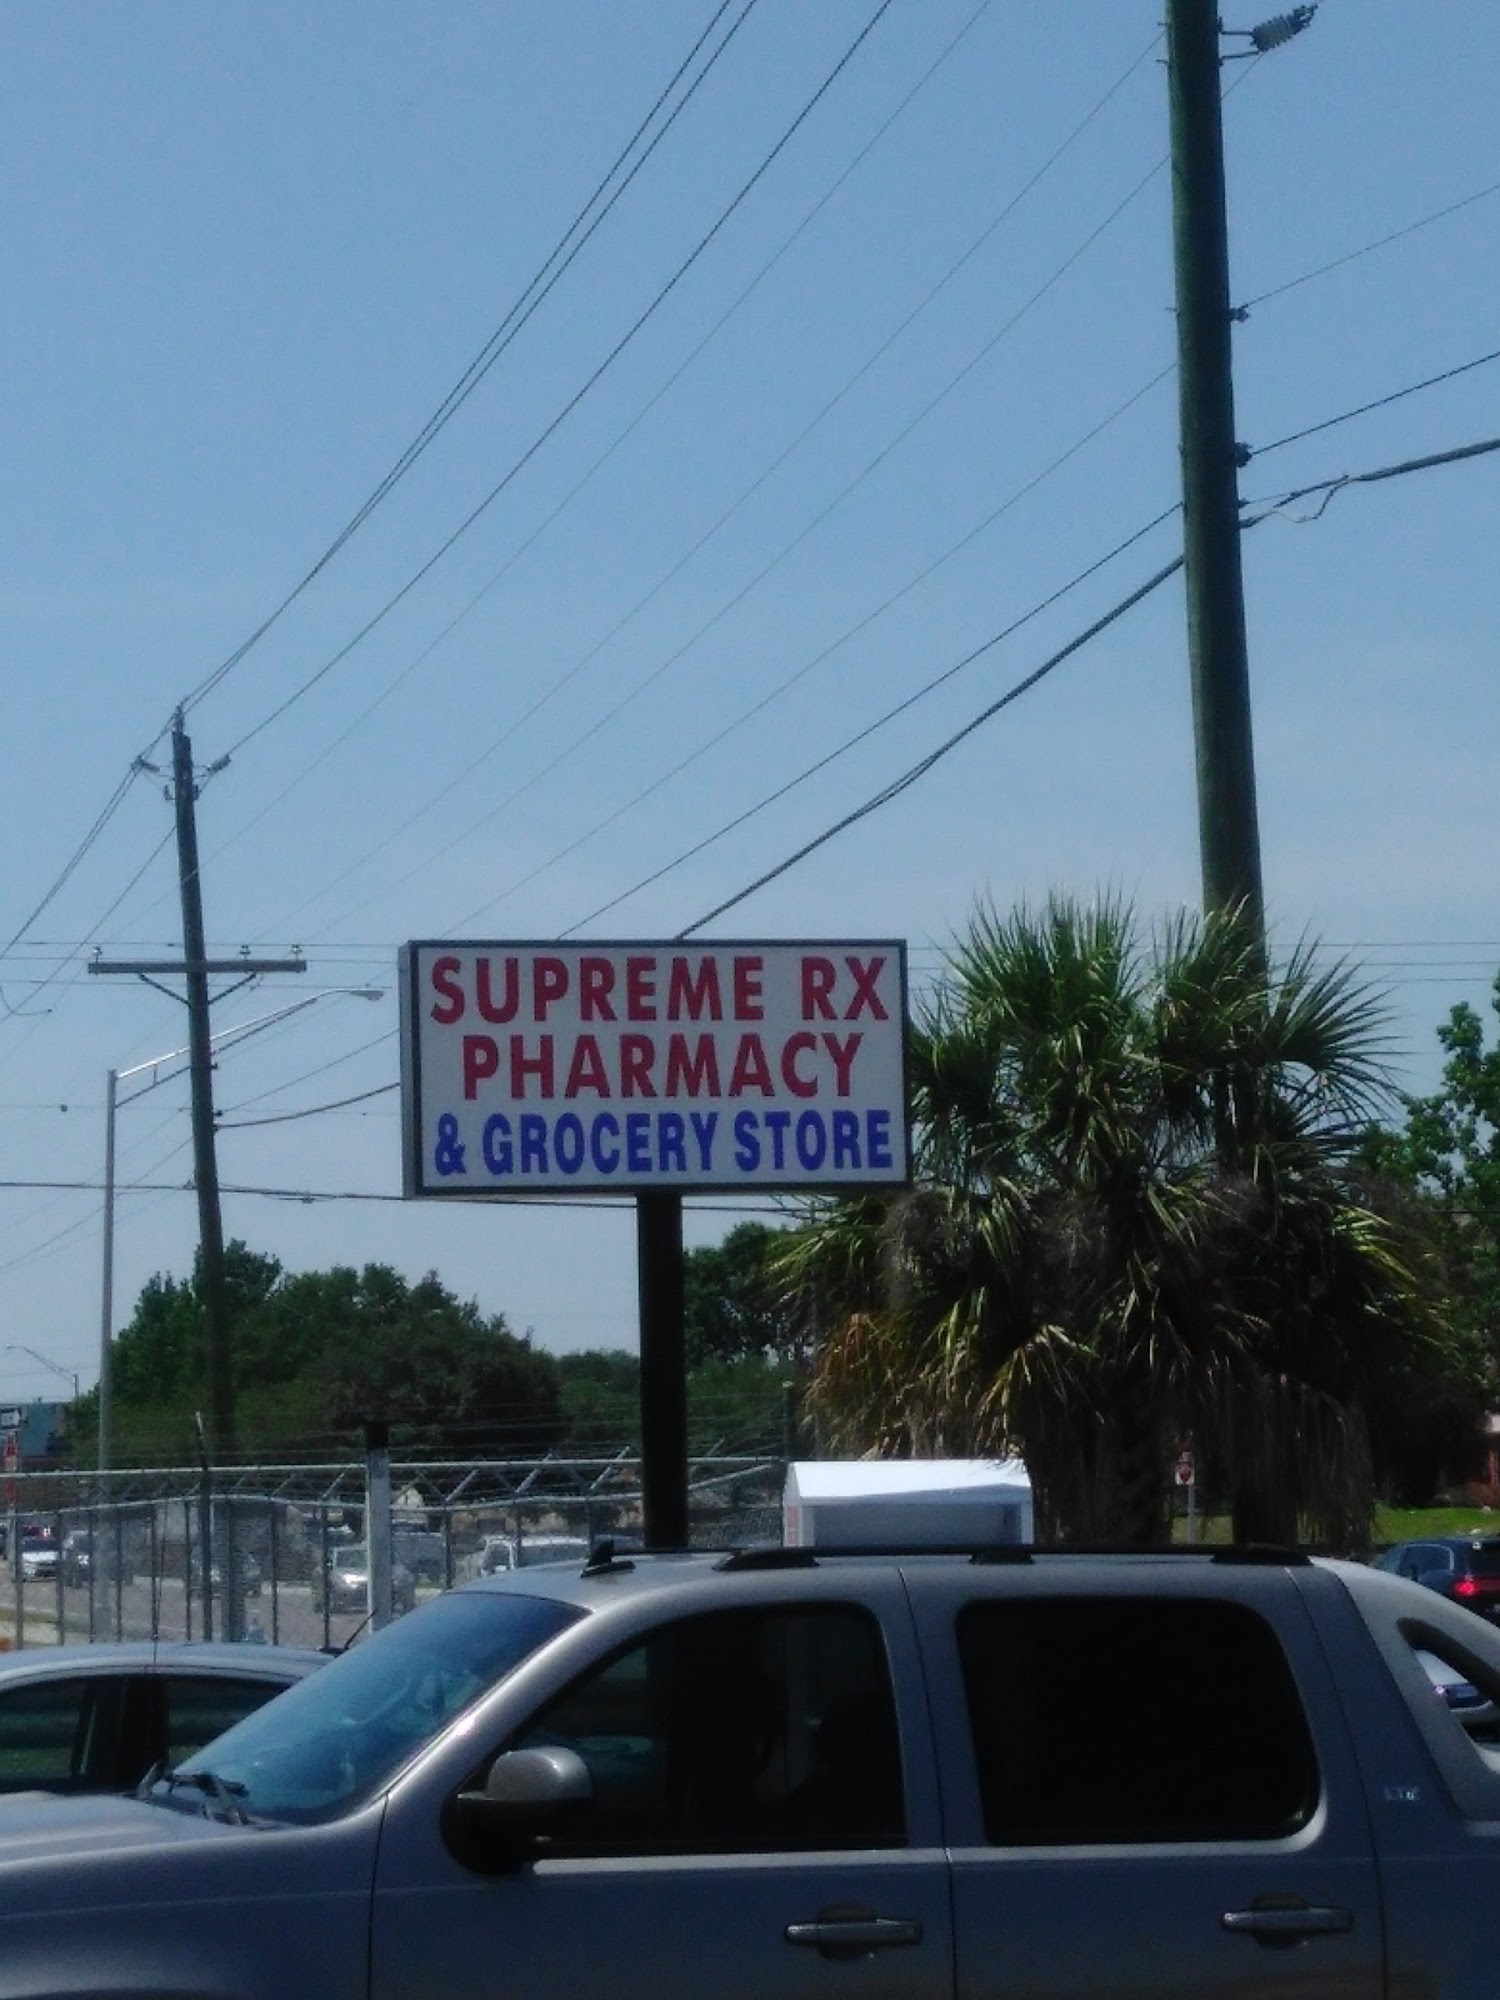 SUPREME RX
PHARMACY
& GROCERY STORE